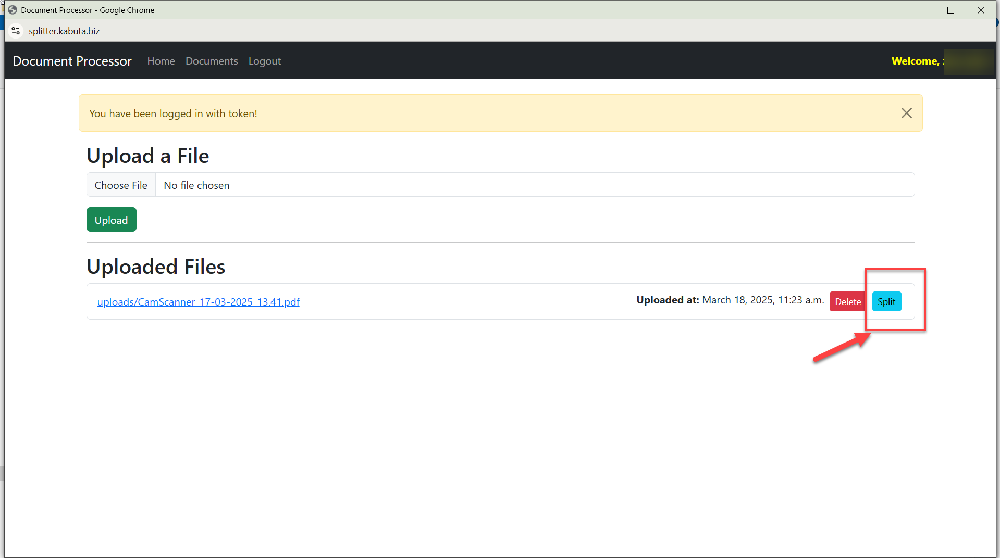 Document Processor - Google Chrome
splitter.kabuta.biz
Document Processor Home Documents Logout Welcome,
You have been logged in with token!
Upload a File
Choose File No file chosen
Upload
Uploaded Files
uploads/CamScanner_17-03-2025_13.41.pdf Uploaded at: March 18, 2025, 11:23 a.m. Delete Split